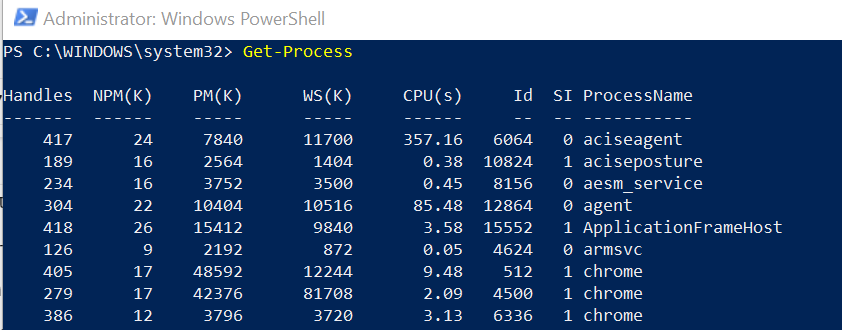 Administrator: Windows PowerShell
PS C:\WINDOWS\system32> Get-Process
Handles  NPM(K)    PM(K)      WS(K)     CPU(s)     Id  SI ProcessName
-------  ------    -----      -----     ------     --  -- -----------
    417      24     7840      11700     357.16   6064   0 aciseagent
    189      16     2564       1404       0.38  10824   1 aciseposture
    234      16     3752       3500       0.45   8156   0 aesm_service
    304      22    10404      10516      85.48  12864   0 agent
    418      26    15412       9840       3.58  15552   1 ApplicationFrameHost
    126       9     2192        872       0.05   4624   0 armsvc
    405      17    48592      12244       9.48    512   1 chrome
    279      17    42376      81708       2.09   4500   1 chrome
    386      12     3796       3720       3.13   6336   1 chrome